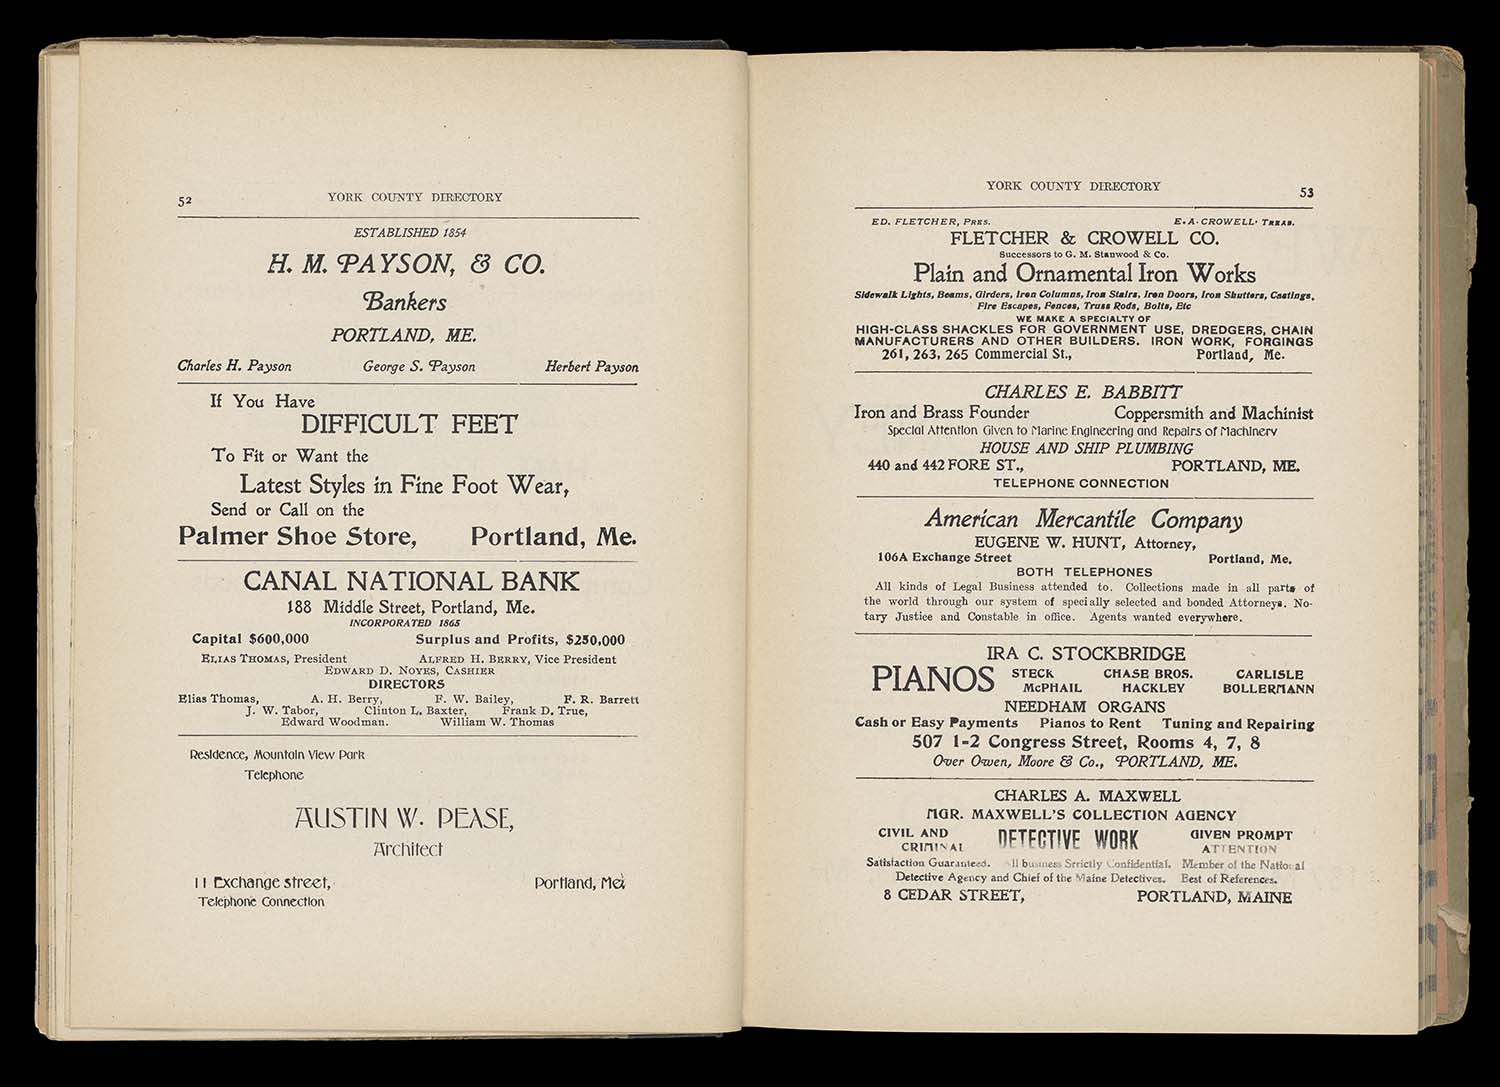 52
YORK COUNTY DIRECTORY
ESTABLISHED 1854
H. M. PAYSON, & CO.
Bankers
PORTLAND, ME.
Charles H. Payson George S. Payson Herbert Payson
If You Have
DIFFICULT FEET
To Fit or Want the
Latest Styles in Fine Foot Wear,
Send or Call on the
Palmer Shoe Store, Portland, Me.
CANAL NATIONAL BANK
188 Middle Street, Portland, Me.
INCORPORATED 1865
Capital $600,000 Surplus and Profits, $250,000
ELIAS THOMAS, President ALFRED H. BERRY, Vice President
EDWARD D. NOYES, CASHIER
DIRECTORS
Elias Thomas, A. H. Berry, F. W. Bailey, F. R. Barrett
J. W. Tabor, Clinton L. Baxter, Frank D. True,
Edward Woodman. William W. Thomas
Residence, Mountain View Park
Telephone
AUSTIN W. PEASE,
Architect
11 Exchange street, Portland, Me,
Telephone Connection
YORK COUNTY DIRECTORY
53
ED. FLETCHER, PRES. E. A. CROWELL, TREAS.
FLETCHER & CROWELL CO.
Successors to G. M. Stanwood & Co.
Plain and Ornamental Iron Works
Sidewalk Lights, Beams, Girders, Iron Columns, Iron Stairs, Iron Doors, Iron Shutters, Castings,
Fire Escapes, Fences, Truss Rods, Bolts, Etc
WE MAKE A SPECIALTY OF
HIGH-CLASS SHACKLES FOR GOVERNMENT USE, DREDGERS, CHAIN
MANUFACTURERS AND OTHER BUILDERS. IRON WORK, FORGINGS
261, 263, 265 Commercial St., Portland, Me.
CHARLES E. BABBITT
Iron and Brass Founder Coppersmith and Machinist
Special Attention Given to Marine Engineering and Repairs of Machinery
HOUSE AND SHIP PLUMBING
440 and 442 FORE ST., PORTLAND, ME.
TELEPHONE CONNECTION
American Mercantile Company
EUGENE W. HUNT, Attorney,
106A Exchange Street Portland, Me.
BOTH TELEPHONES
All kinds of Legal Business attended to. Collections made in all parts of
the world through our system of specially selected and bonded Attorneys. No-
tary Justice and Constable in office. Agents wanted everywhere.
IRA C. STOCKBRIDGE
PIANOS STECK CHASE BROS. CARLISLE
McPHAIL HACKLEY BOLLERMANN
NEEDHAM ORGANS
Cash or Easy Payments Pianos to Rent Tuning and Repairing
507 1-2 Congress Street, Rooms 4, 7, 8
Over Owen, Moore & Co., PORTLAND, ME.
CHARLES A. MAXWELL
MGR. MAXWELL'S COLLECTION AGENCY
CIVIL AND CRIMINAL DETECTIVE WORK GIVEN PROMPT ATTENTION
Satisfaction Guaranteed. All business Srrictly Confidential. Member of the National
Detective Agency and Chief of the Maine Detectives. Best of References.
8 CEDAR STREET, PORTLAND, MAINE